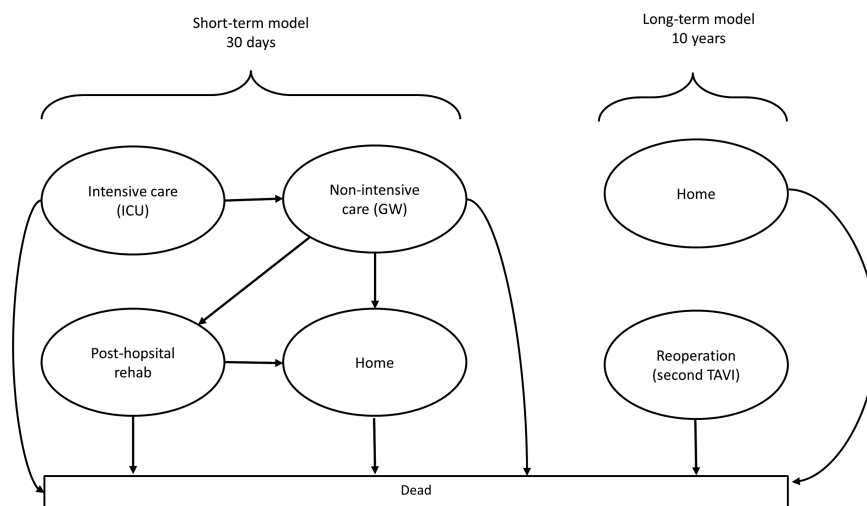 Short-term model
30 days
Long-term model
10 years
Intensive care
(ICU)
Non-intensive
care (GW)
Home
Post-hopsital
rehab
Home
Reoperation
(second TAVI)
Dead